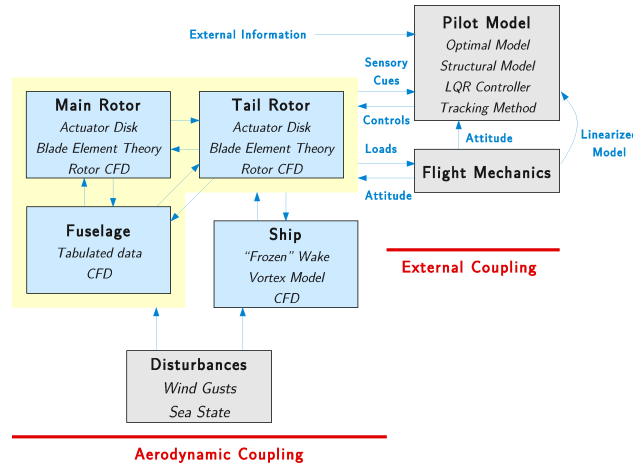 Pilot Model
Optimal Model
Structural Model
LQR Controller
Tracking Method
External Information
Sensory
Cues
Controls
Main Rotor
Actuator Disk
Blade Element Theory
Rotor CFD
Tail Rotor
Actuator Disk
Blade Element Theory
Rotor CFD
Attitude
Linearized
Model
Loads
Flight Mechanics
Attitude
Fuselage
Tabulated data
CFD
Ship
“Frozen” Wake
Vortex Model
CFD
External Coupling
Disturbances
Wind Gusts
Sea State
Aerodynamic Coupling